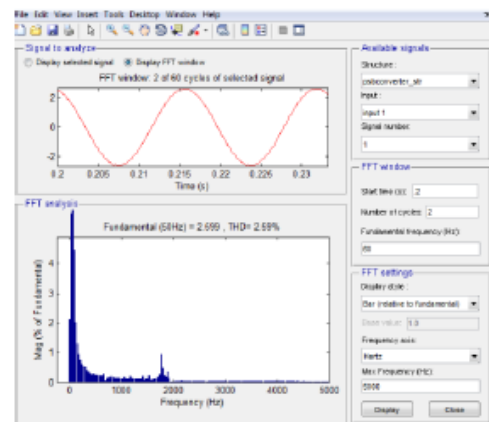 File Edit View Insert Tools Desktop Window Help
Signal to analyze
Display selected signal Display FFT window
FFT window: 2 of 60 cycles of selected signal
2
0
-2
0.2 0.205 0.21 0.215 0.22 0.225 0.23
Time (s)
FFT analysis
Fundamental (50Hz) = 2.699 , THD= 2.59%
Mag (% of Fundamental)
4
3
2
1
0
0 1000 2000 3000 4000 5000
Frequency (Hz)
Available signals
Structure :
psbconverter_str
Input :
input 1
Signal number:
1
FFT window
Start time (s): .2
Number of cycles: 2
Fundamental frequency (Hz):
60
FFT settings
Display style :
Bar (relative to fundamental)
Base value: 1.0
Frequency axis:
Hertz
Max Frequency (Hz):
5000
Display Close